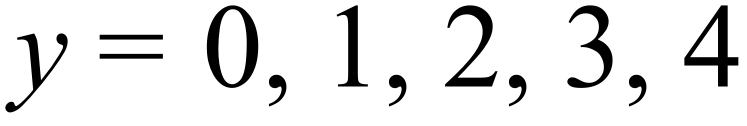 y = 0, 1, 2, 3, 4